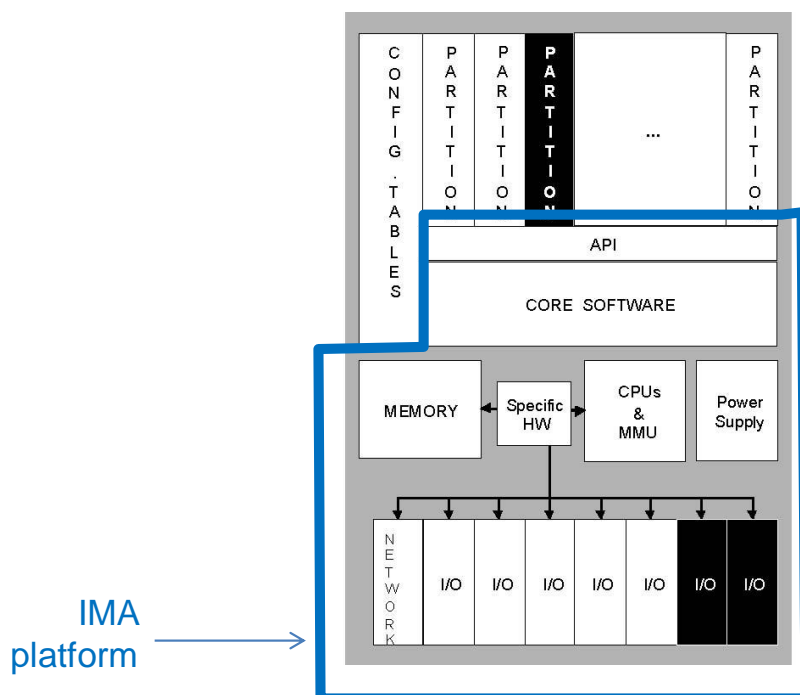 CONFIG.TABLES
PARTITION
PARTITION
PARTITION
...
PARTITION
API
CORE SOFTWARE
MEMORY
Specific
HW
CPUs
&
MMU
Power
Supply
NETWORK
I/O
I/O
I/O
I/O
I/O
I/O
I/O
IMA
platform